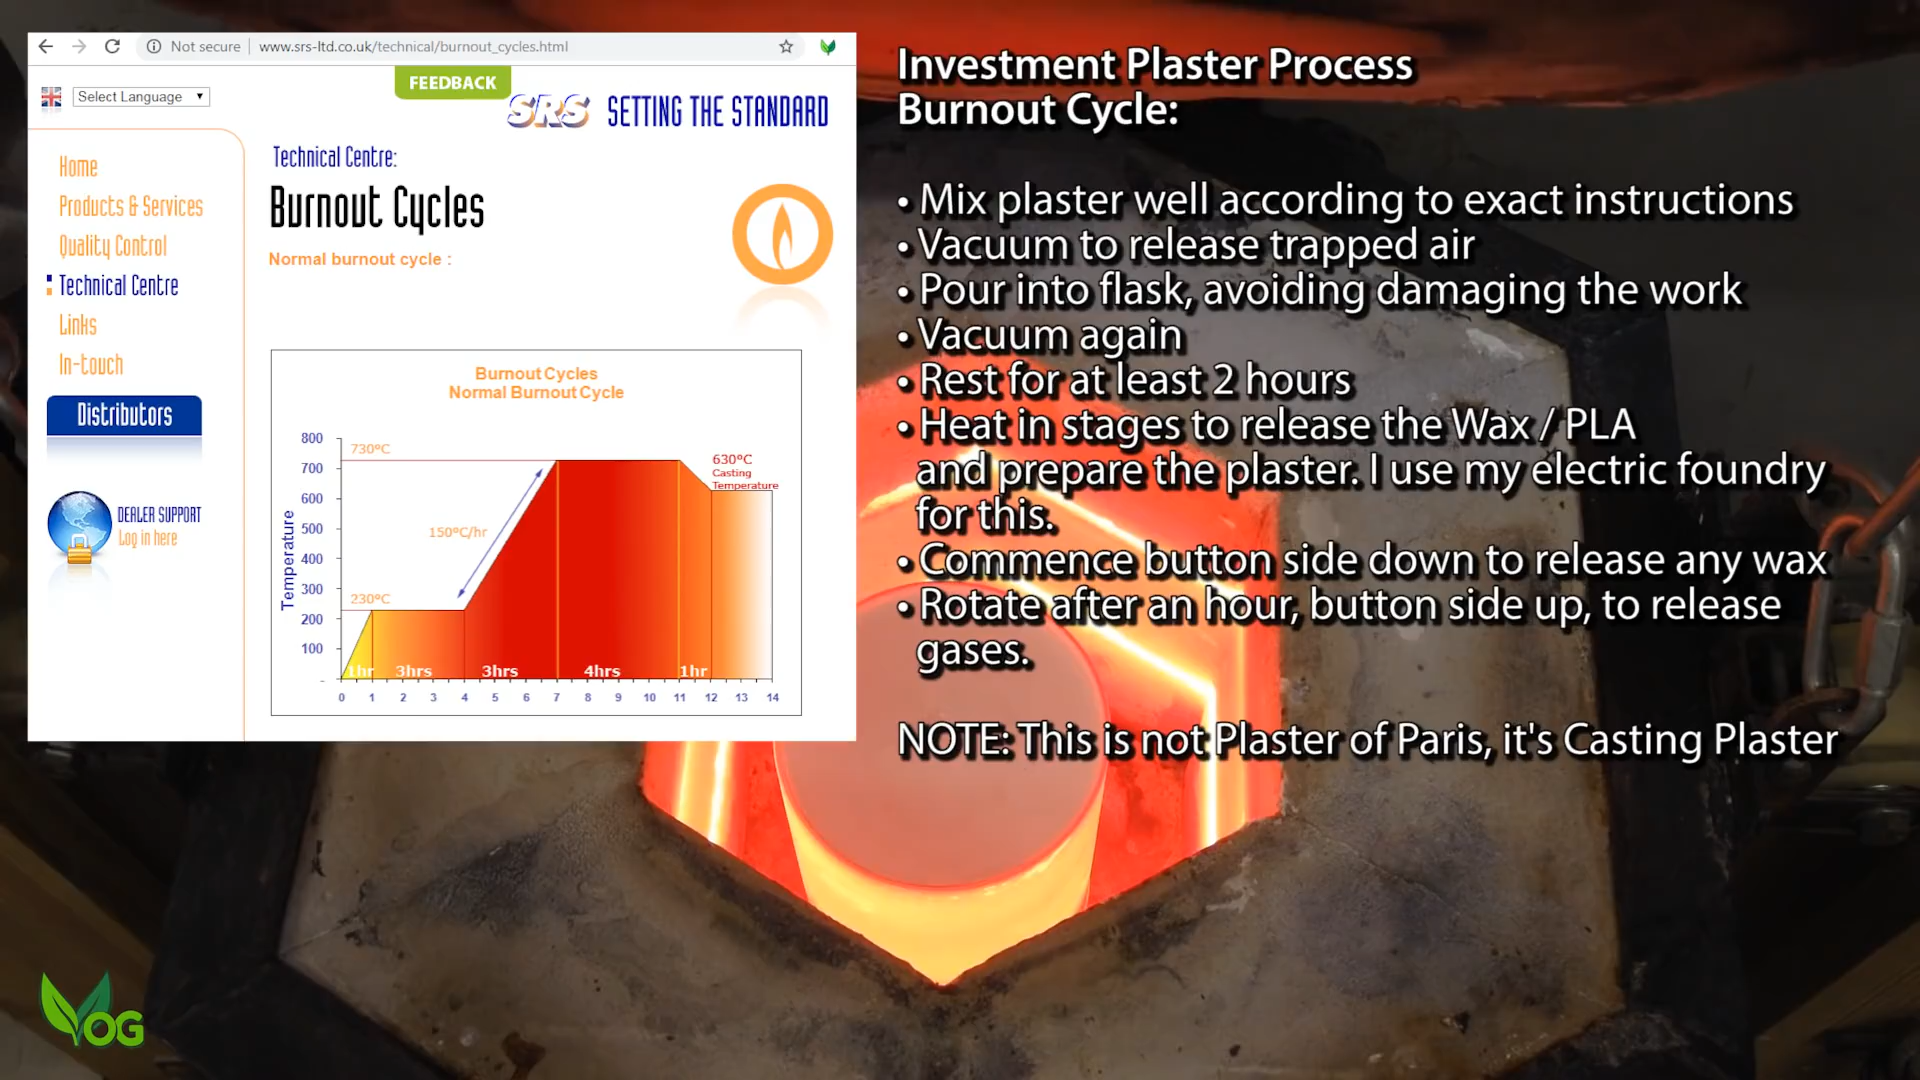 Not secure
www.srs-ltd.co.uk/technical/burnout_cycles.html
Select Language
FEEDBACK
SRS SETTING THE STANDARD
Home
Products & Services
Quality Control
Technical Centre
Links
In-touch
Distributors
DEALER SUPPORT
Log in here
Technical Centre:
Burnout Cycles
Normal burnout cycle :
Burnout Cycles
Normal Burnout Cycle
Temperature
800
700
600
500
400
300
200
100
-
730ºC
230ºC
150ºC/hr
630ºC
Casting
Temperature
1hr 3hrs 3hrs 4hrs 1hr
0 1 2 3 4 5 6 7 8 9 10 11 12 13 14
Investment Plaster Process
Burnout Cycle:
• Mix plaster well according to exact instructions
• Vacuum to release trapped air
• Pour into flask, avoiding damaging the work
• Vacuum again
• Rest for at least 2 hours
• Heat in stages to release the Wax / PLA
and prepare the plaster. I use my electric foundry
for this.
• Commence button side down to release any wax
• Rotate after an hour, button side up, to release
gases.
NOTE: This is not Plaster of Paris, it's Casting Plaster
VOG